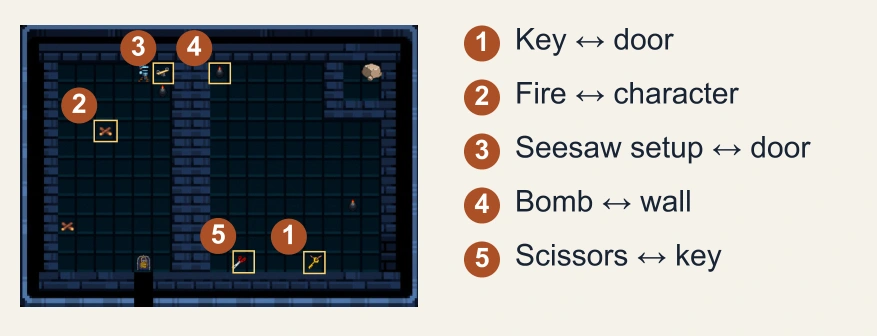 3 4
2
5 1
1 Key ↔ door
2 Fire ↔ character
3 Seesaw setup ↔ door
4 Bomb ↔ wall
5 Scissors ↔ key